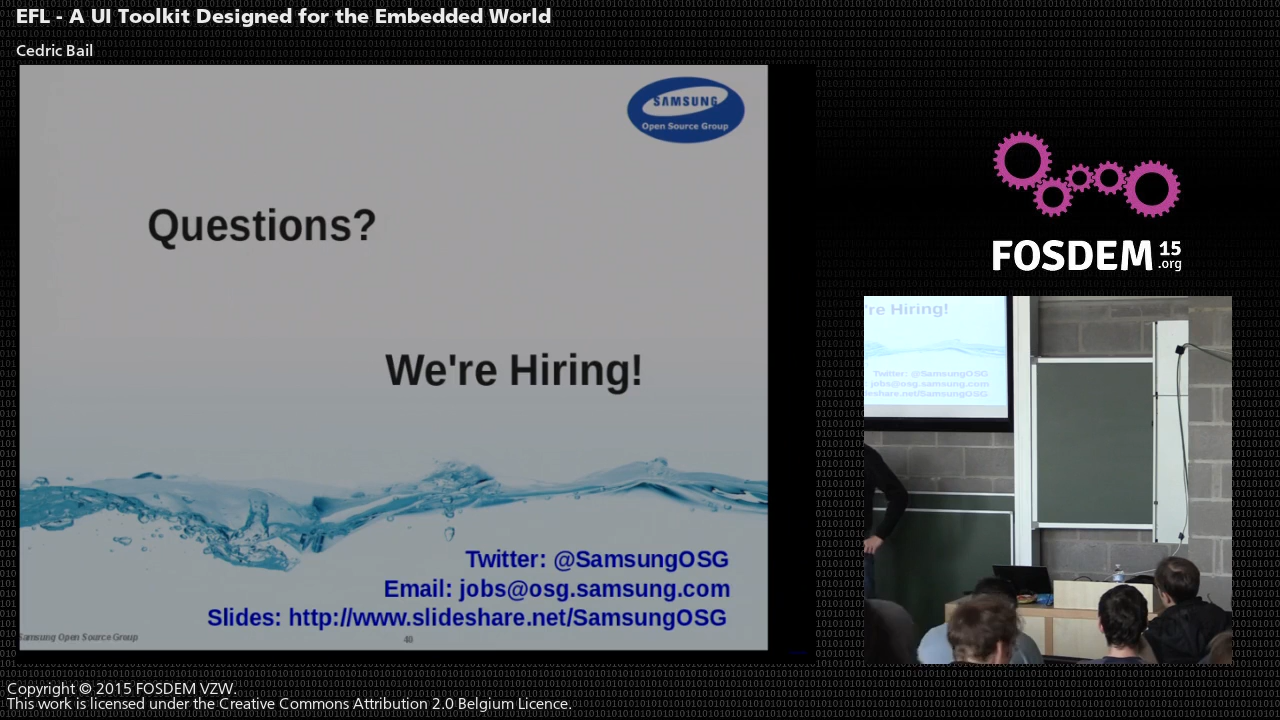 EFL - A UI Toolkit Designed for the Embedded World
Cedric Bail
SAMSUNG
Open Source Group
Questions?
We're Hiring!
Twitter: @SamsungOSG
Email: jobs@osg.samsung.com
Slides: http://www.slideshare.net/SamsungOSG
Samsung Open Source Group
40
FOSDEM 15
.org
're Hiring!
Twitter: @SamsungOSG
jobs@osg.samsung.com
slideshare.net/SamsungOSG
Copyright © 2015 FOSDEM VZW.
This work is licensed under the Creative Commons Attribution 2.0 Belgium Licence.